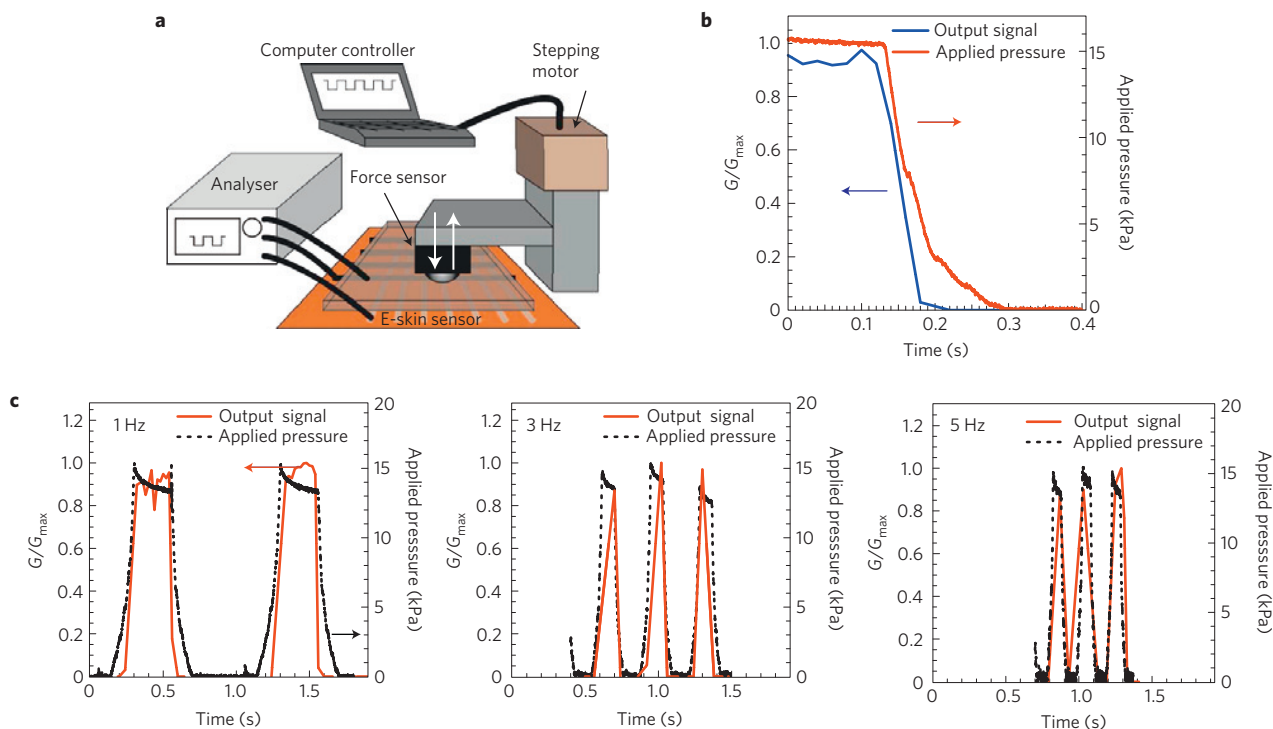 a
Computer controller
Stepping
motor
Analyser
Force sensor
E-skin sensor
b
Output signal
Applied pressure
1.0
0.8
0.6
0.4
0.2
0
G/Gmax
15
10
5
0
Applied pressure (kPa)
0 0.1 0.2 0.3 0.4
Time (s)
c
1 Hz
Output signal
Applied pressure
1.2
1.0
0.8
0.6
0.4
0.2
0
G/Gmax
20
15
10
5
0
Applied pressure (kPa)
0 0.5 1.0 1.5
Time (s)
3 Hz
Output signal
Applied pressure
1.2
1.0
0.8
0.6
0.4
0.2
0
G/Gmax
20
15
10
5
0
Applied pressure (kPa)
0 0.5 1.0 1.5
Time (s)
5 Hz
Output signal
Applied pressure
1.2
1.0
0.8
0.6
0.4
0.2
0
G/Gmax
20
15
10
5
0
Applied pressure (kPa)
0 0.5 1.0 1.5
Time (s)